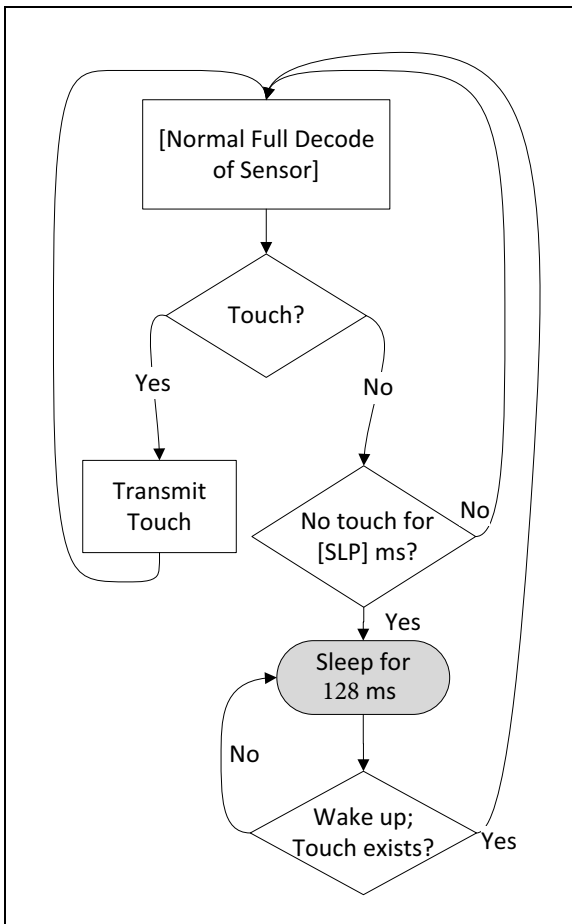 [Normal Full Decode
of Sensor]
Touch?
Yes
No
Transmit
Touch
No touch for
[SLP] ms?
No
Yes
Sleep for
128 ms
No
Wake up;
Touch exists?
Yes